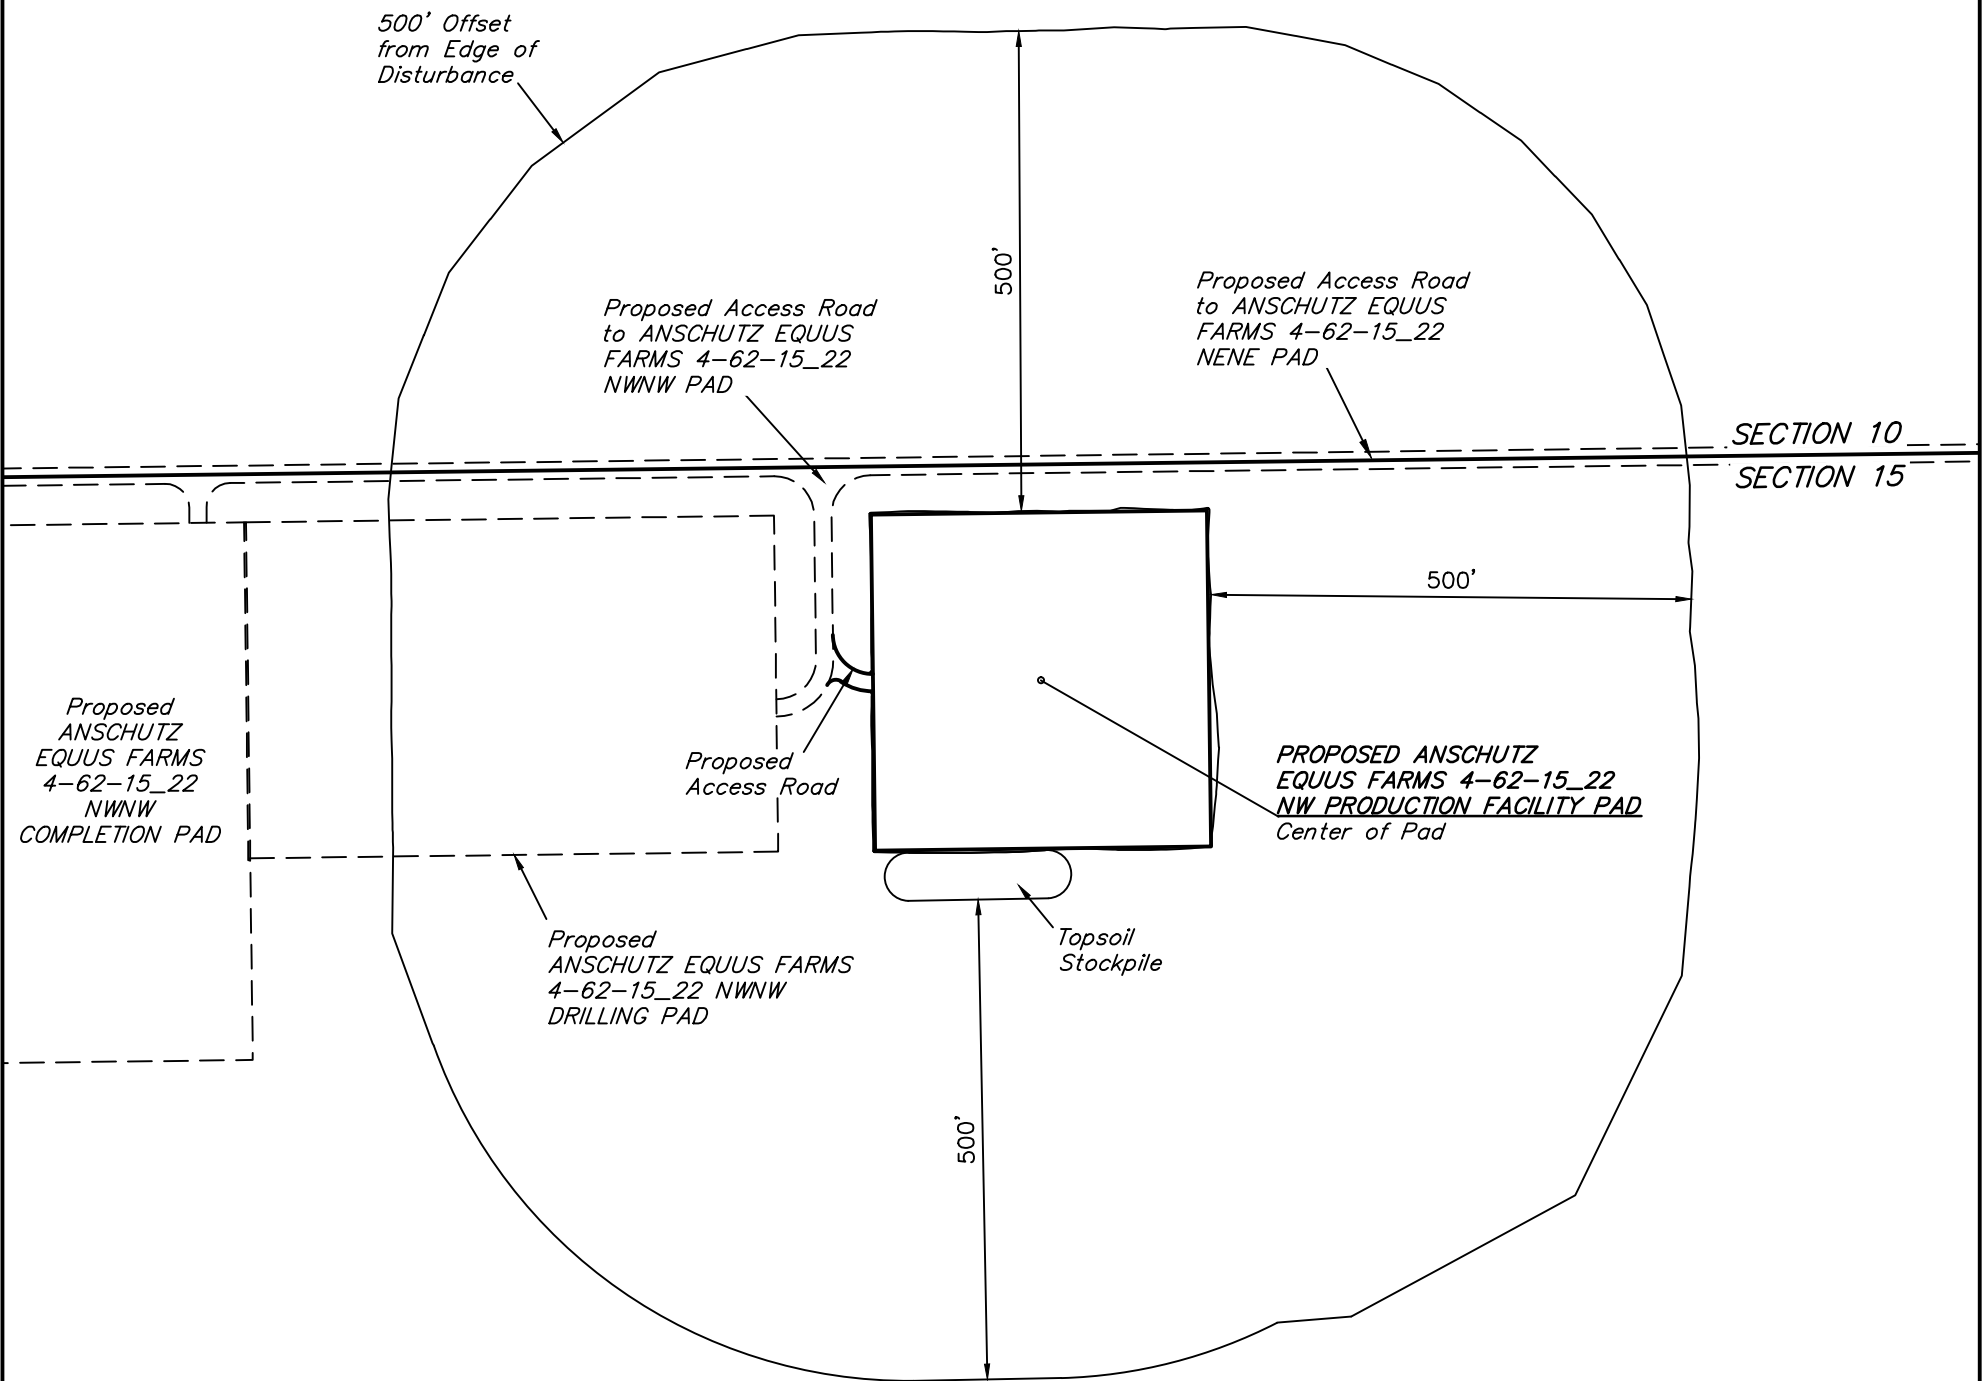 500' Offset
from Edge of
Disturbance
500'
Proposed Access Road
to ANSCHUTZ EQUUS
FARMS 4-62-15_22
NWNW PAD
Proposed Access Road
to ANSCHUTZ EQUUS
FARMS 4-62-15_22
NENE PAD
SECTION 10
SECTION 15
500'
Proposed
ANSCHUTZ
EQUUS FARMS
4-62-15_22
NWNW
COMPLETION PAD
Proposed
Access Road
PROPOSED ANSCHUTZ
EQUUS FARMS 4-62-15_22
NW PRODUCTION FACILITY PAD
Center of Pad
Proposed
ANSCHUTZ EQUUS FARMS
4-62-15_22 NWNW
DRILLING PAD
Topsoil
Stockpile
500'